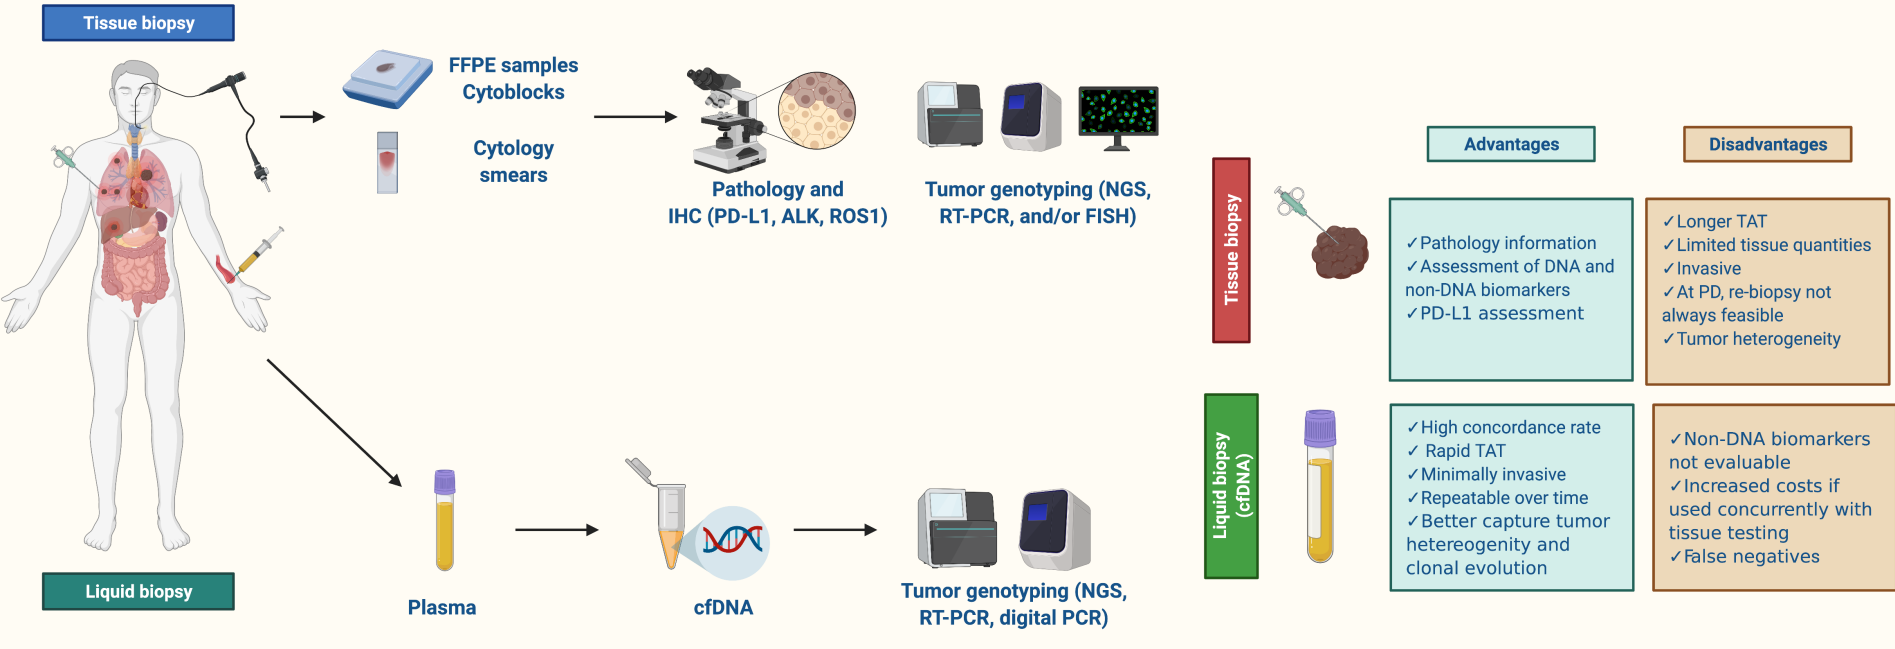 Tissue biopsy
FFPE samples
Cytoblocks
Cytology
smears
Pathology and
IHC (PD-L1, ALK, ROS1)
Tumor genotyping (NGS,
RT-PCR, and/or FISH)
Liquid biopsy
Plasma
cfDNA
Tumor genotyping (NGS,
RT-PCR, digital PCR)
Advantages
Disadvantages
Tissue biopsy
✓Pathology information
✓Assessment of DNA and
non-DNA biomarkers
✓PD-L1 assessment
✓Longer TAT
✓Limited tissue quantities
✓Invasive
✓At PD, re-biopsy not
always feasible
✓Tumor heterogeneity
Liquid biopsy
(cfDNA)
✓High concordance rate
✓ Rapid TAT
✓Minimally invasive
✓Repeatable over time
✓Better capture tumor
hetereogenity and
clonal evolution
✓Non-DNA biomarkers
not evaluable
✓Increased costs if
used concurrently with
tissue testing
✓False negatives